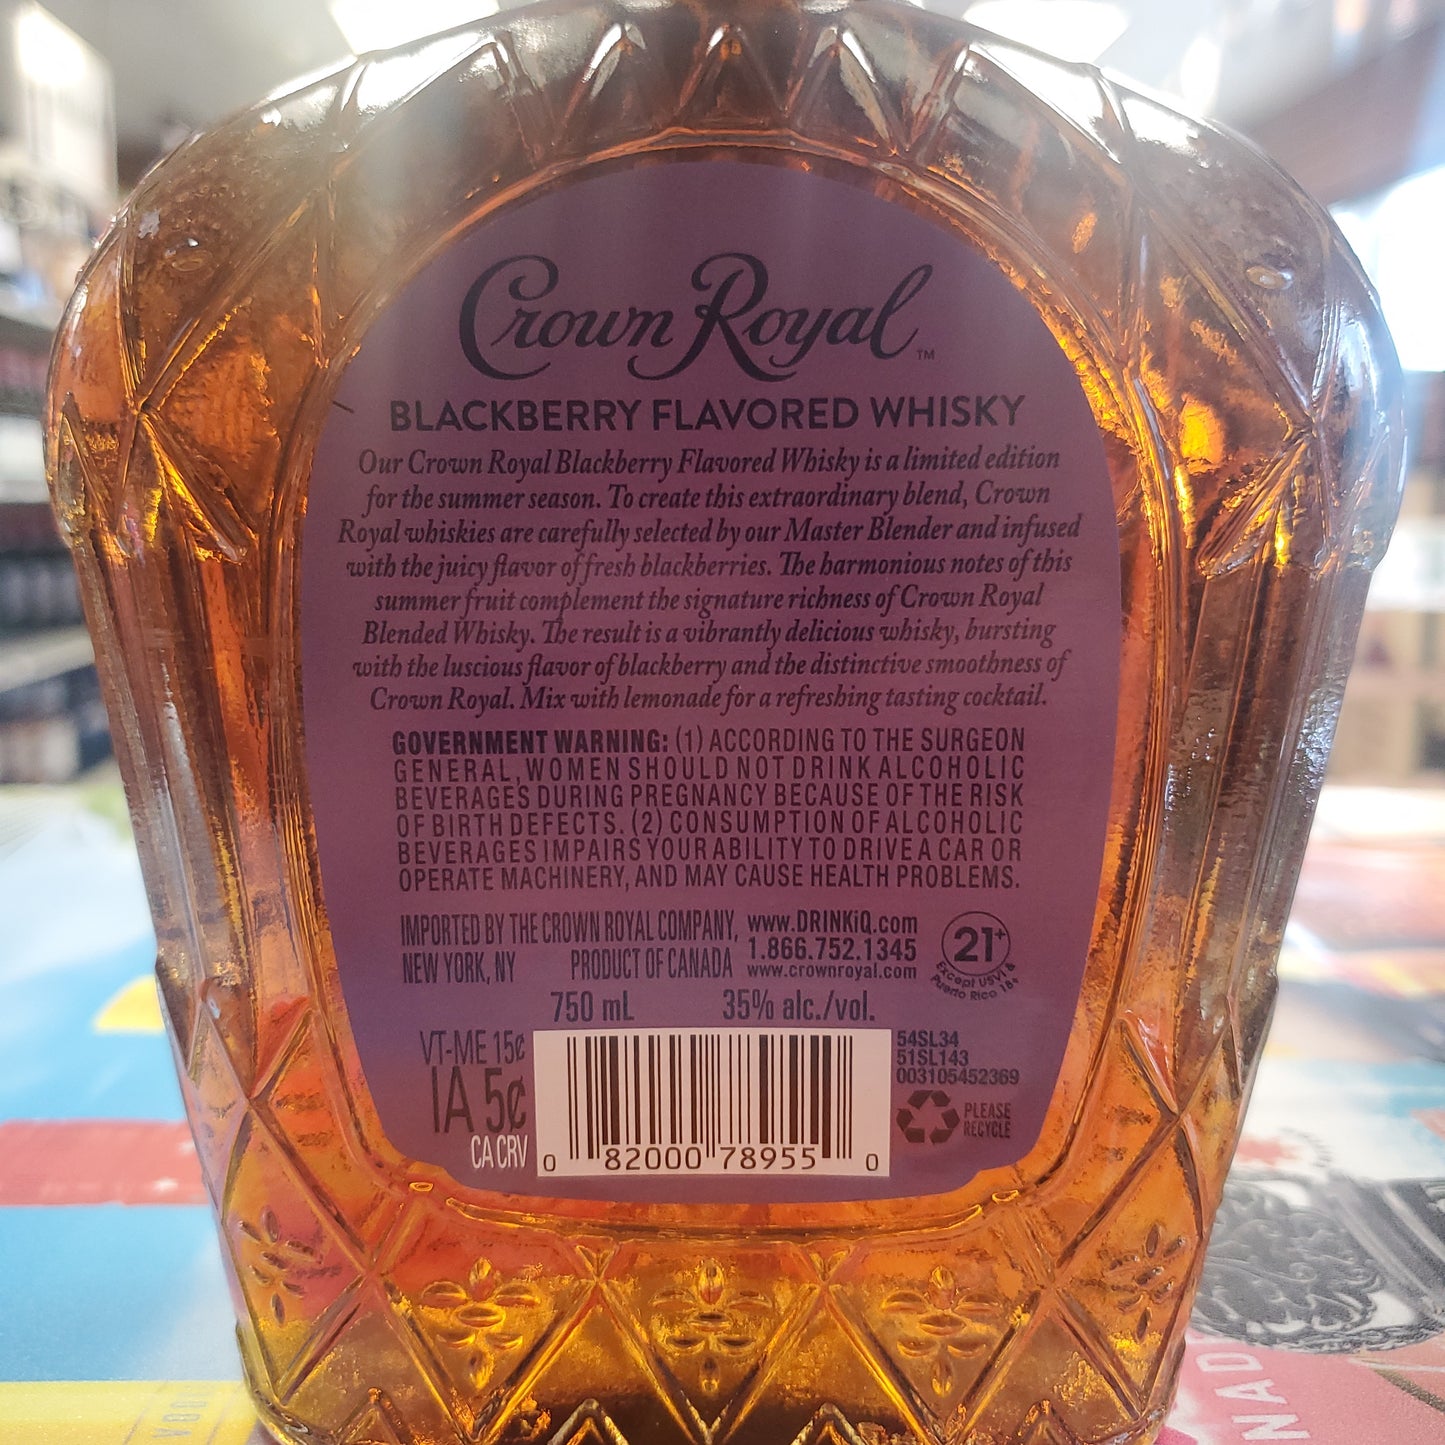 Crown Royal™
BLACKBERRY FLAVORED WHISKY
Our Crown Royal Blackberry Flavored Whisky is a limited edition
for the summer season. To create this extraordinary blend, Crown
Royal whiskies are carefully selected by our Master Blender and infused
with the juicy flavor of fresh blackberries. The harmonious notes of this
summer fruit complement the signature richness of Crown Royal
Blended Whisky. The result is a vibrantly delicious whisky, bursting
with the luscious flavor of blackberry and the distinctive smoothness of
Crown Royal. Mix with lemonade for a refreshing tasting cocktail.
GOVERNMENT WARNING: (1) ACCORDING TO THE SURGEON
GENERAL, WOMEN SHOULD NOT DRINK ALCOHOLIC
BEVERAGES DURING PREGNANCY BECAUSE OF THE RISK
OF BIRTH DEFECTS. (2) CONSUMPTION OF ALCOHOLIC
BEVERAGES IMPAIRS YOUR ABILITY TO DRIVE A CAR OR
OPERATE MACHINERY, AND MAY CAUSE HEALTH PROBLEMS.
IMPORTED BY THE CROWN ROYAL COMPANY,
NEW YORK, NY PRODUCT OF CANADA
www.DRINKiQ.com
1.866.752.1345
www.crownroyal.com
21+
Except USVI &
Puerto Rico 18+
750 mL 35% alc./vol.
VT-ME 15¢
IA 5¢
CA CRV
0 82000 78955 0
54SL34
51SL143
003105452369
PLEASE
RECYCLE
NAD